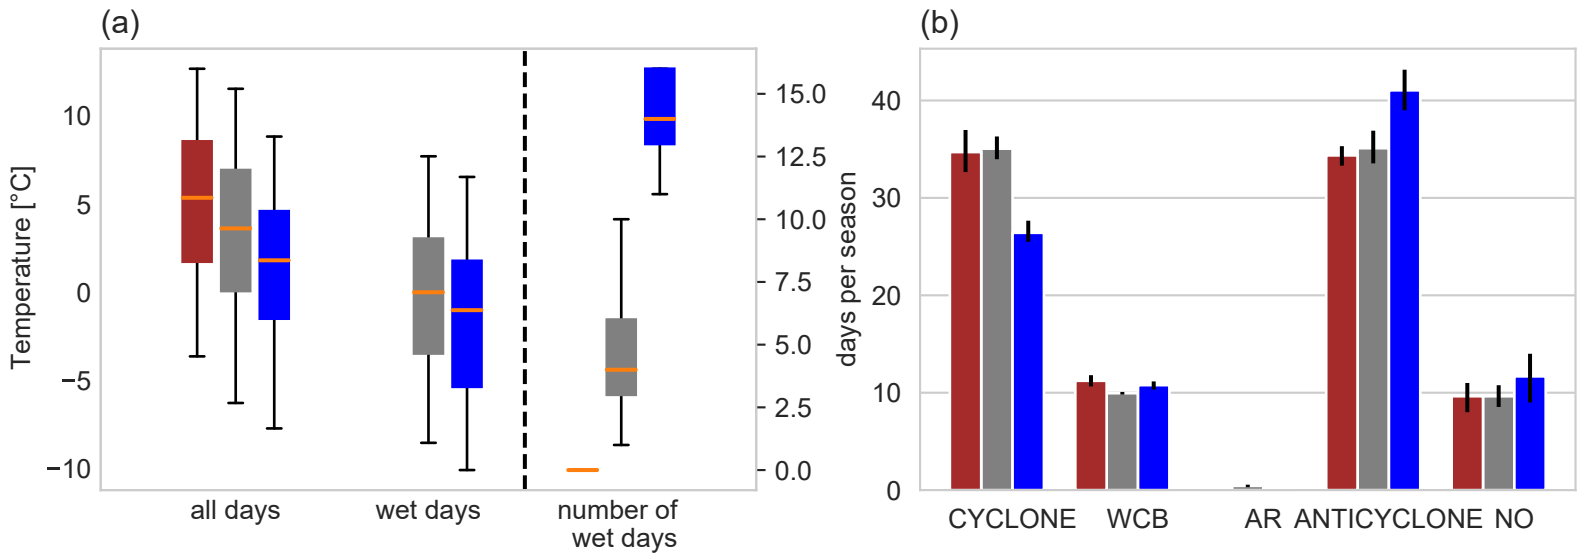 (a)
Temperature [°C]
10
5
0
−5
−10
all days
wet days
number of
wet days
15.0
12.5
10.0
7.5
5.0
2.5
0.0
(b)
days per season
40
30
20
10
0
CYCLONE
WCB
AR
ANTICYCLONE
NO